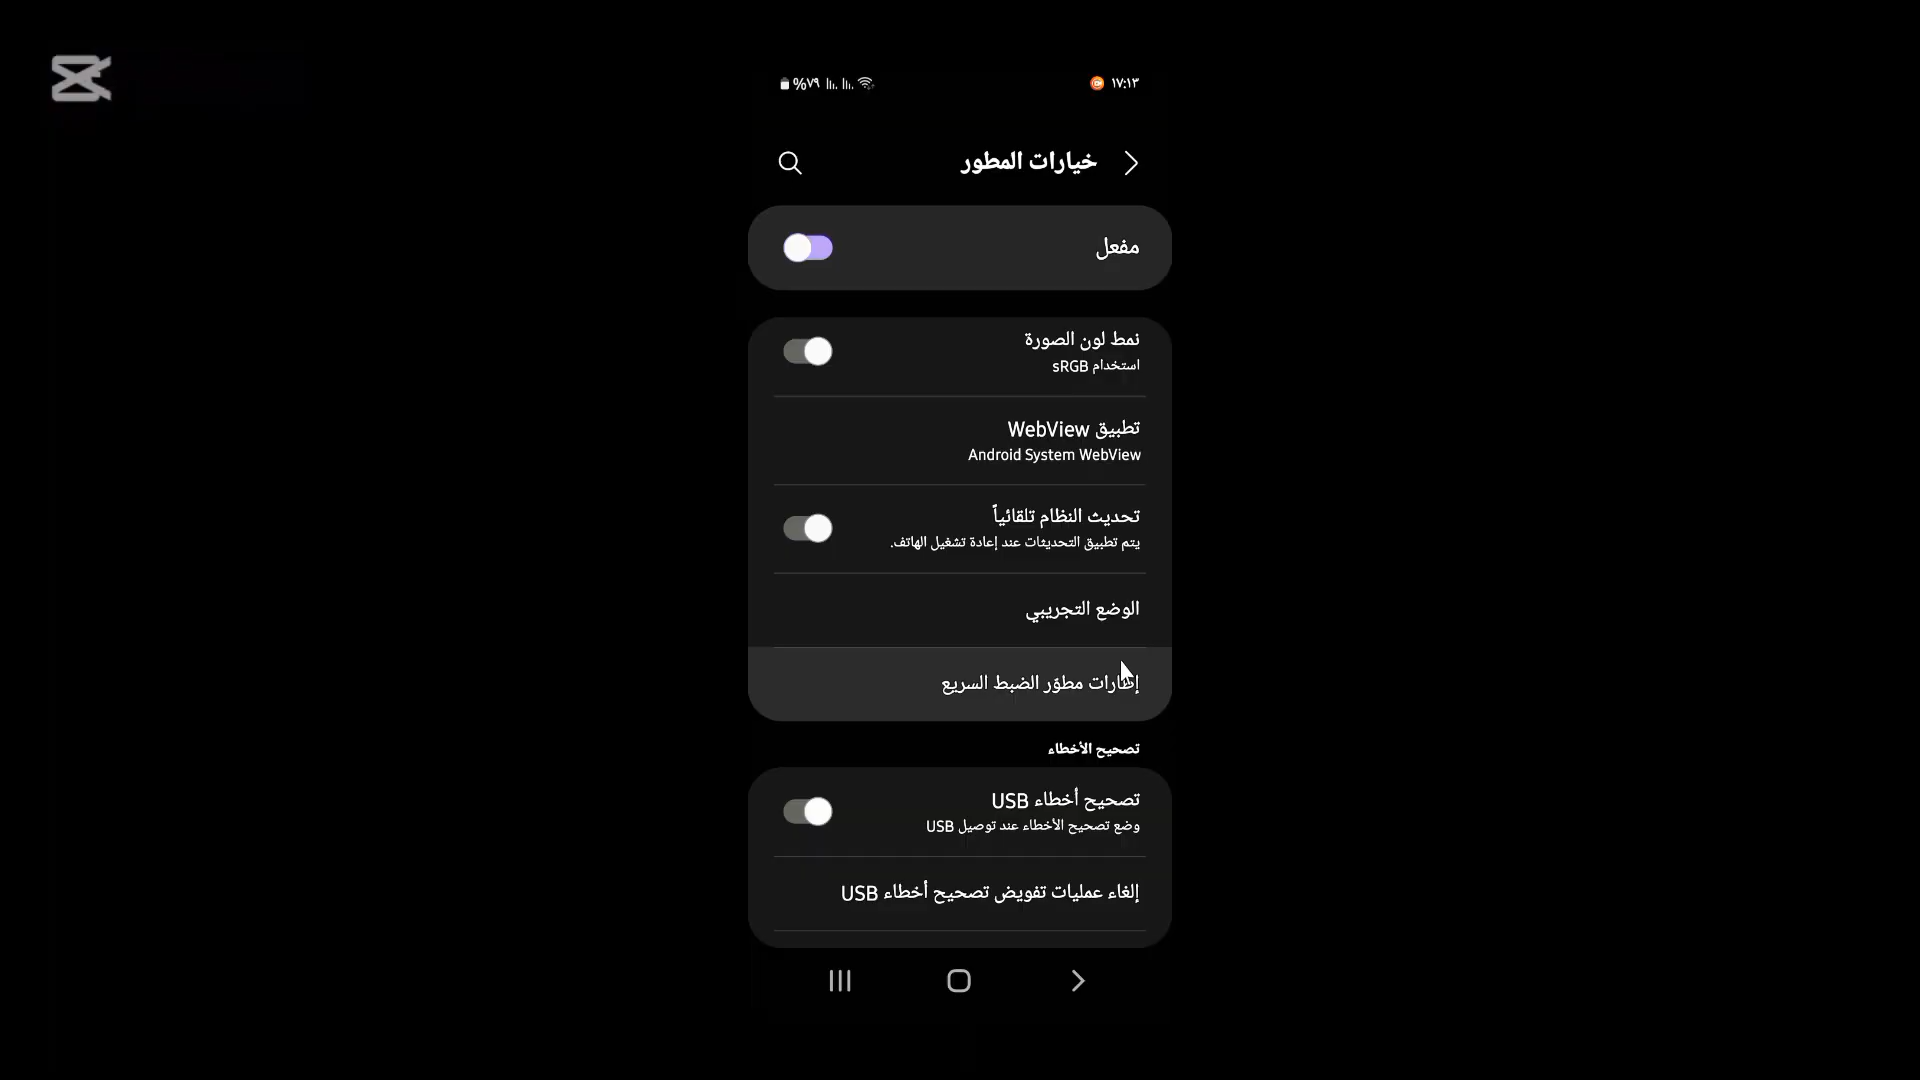 ١٧:١٣
%٧٩
خيارات المطور
مفعل
نمط لون الصورة
استخدام sRGB
تطبيق WebView
Android System WebView
تحديث النظام تلقائياً
يتم تطبيق التحديثات عند إعادة تشغيل الهاتف.
الوضع التجريبي
إطارات مطوّر الضبط السريع
تصحيح الأخطاء
تصحيح أخطاء USB
وضع تصحيح الأخطاء عند توصيل USB
إلغاء عمليات تفويض تصحيح أخطاء USB